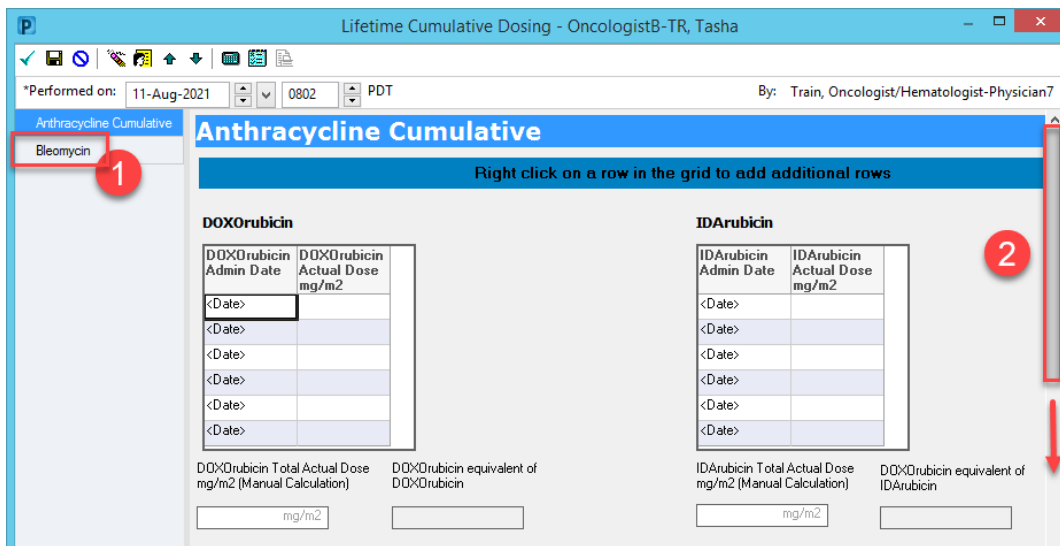 P
Lifetime Cumulative Dosing - OncologistB-TR, Tasha
*Performed on: 11-Aug-2021 0802 PDT By: Train, Oncologist/Hematologist-Physician7
Anthracycline Cumulative
Bleomycin
1
Anthracycline Cumulative
Right click on a row in the grid to add additional rows
DOXOrubicin
DOXOrubicin Admin Date
DOXOrubicin Actual Dose mg/m2
<Date>
<Date>
<Date>
<Date>
<Date>
<Date>
DOXOrubicin Total Actual Dose
mg/m2 (Manual Calculation)
mg/m2
DOXOrubicin equivalent of
DOXOrubicin
IDArubicin
IDArubicin Admin Date
IDArubicin Actual Dose mg/m2
<Date>
<Date>
<Date>
<Date>
<Date>
<Date>
IDArubicin Total Actual Dose
mg/m2 (Manual Calculation)
mg/m2
DOXOrubicin equivalent of
IDArubicin
2